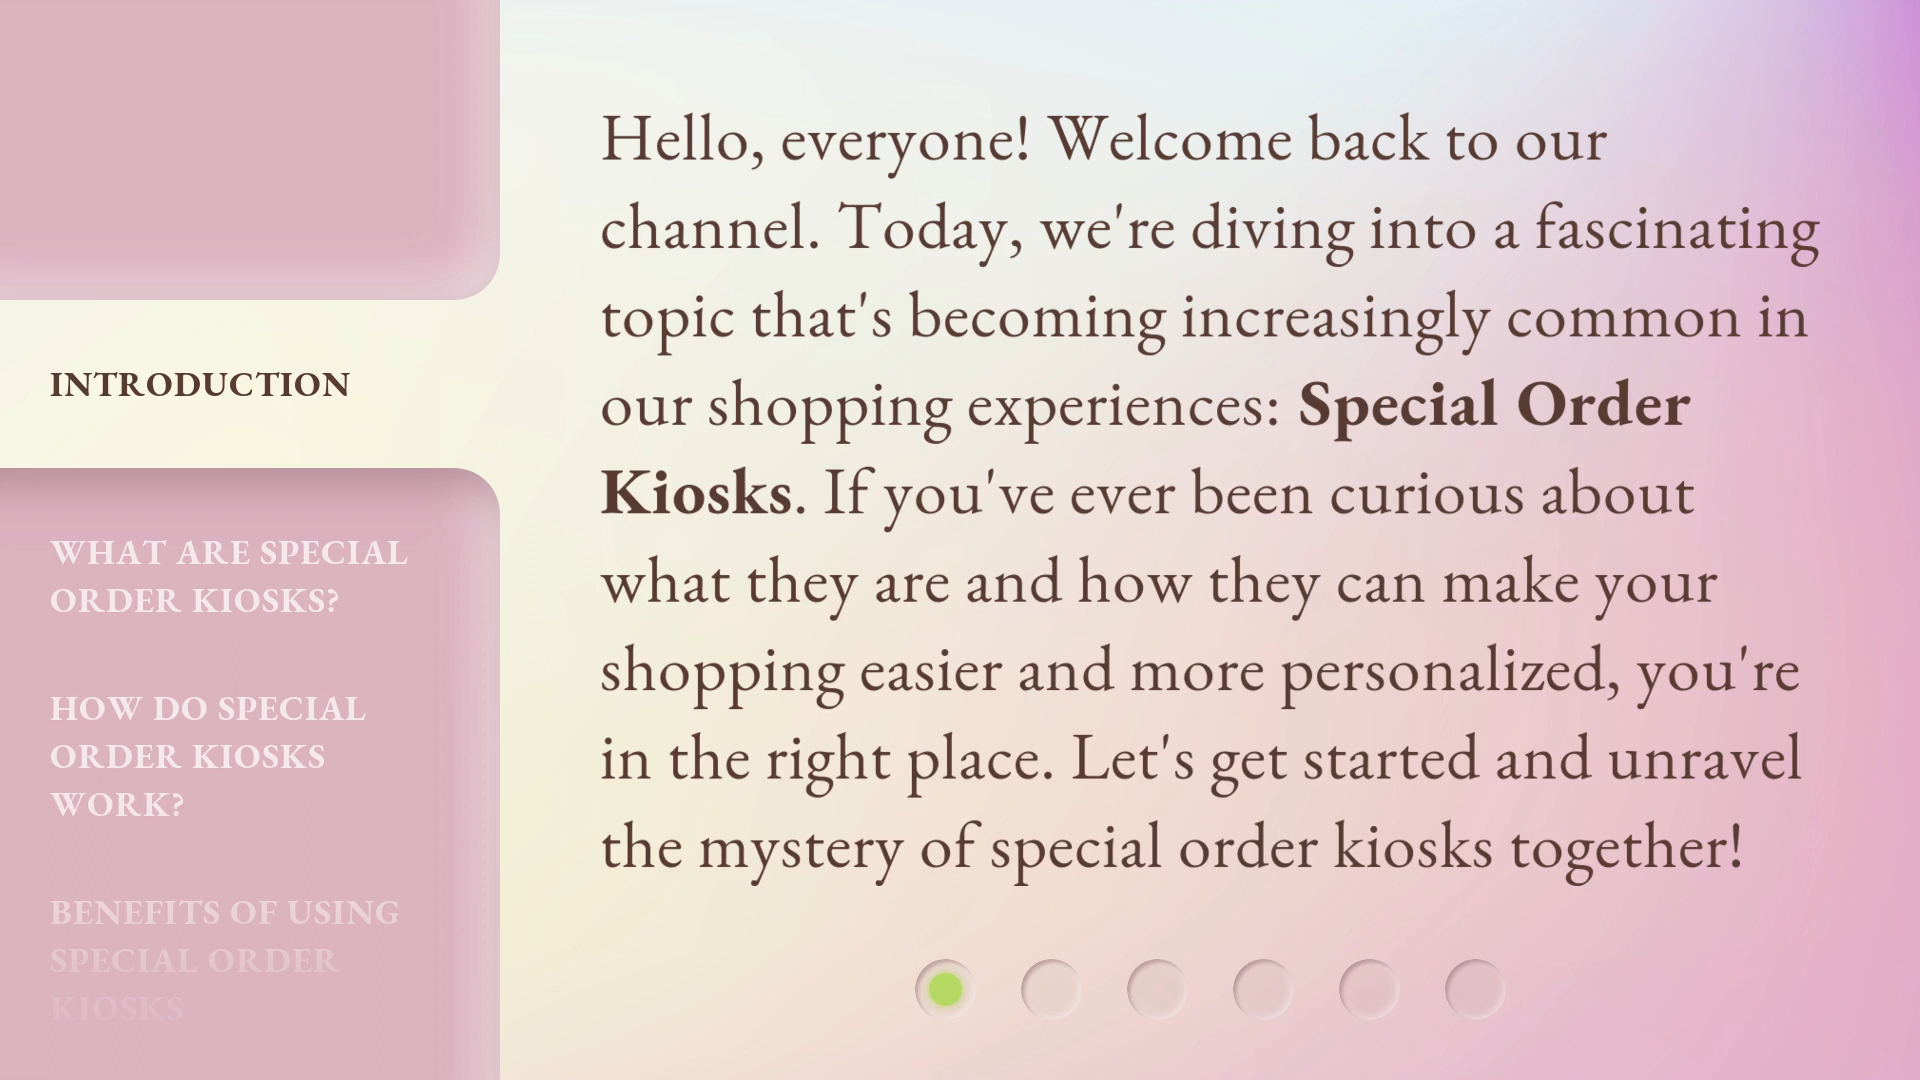 INTRODUCTION
WHAT ARE SPECIAL
ORDER KIOSKS?
HOW DO SPECIAL
ORDER KIOSKS
WORK?
BENEFITS OF USING
SPECIAL ORDER
KIOSKS
Hello, everyone! Welcome back to our
channel. Today, we're diving into a fascinating
topic that's becoming increasingly common in
our shopping experiences: Special Order
Kiosks. If you've ever been curious about
what they are and how they can make your
shopping easier and more personalized, you're
in the right place. Let's get started and unravel
the mystery of special order kiosks together!